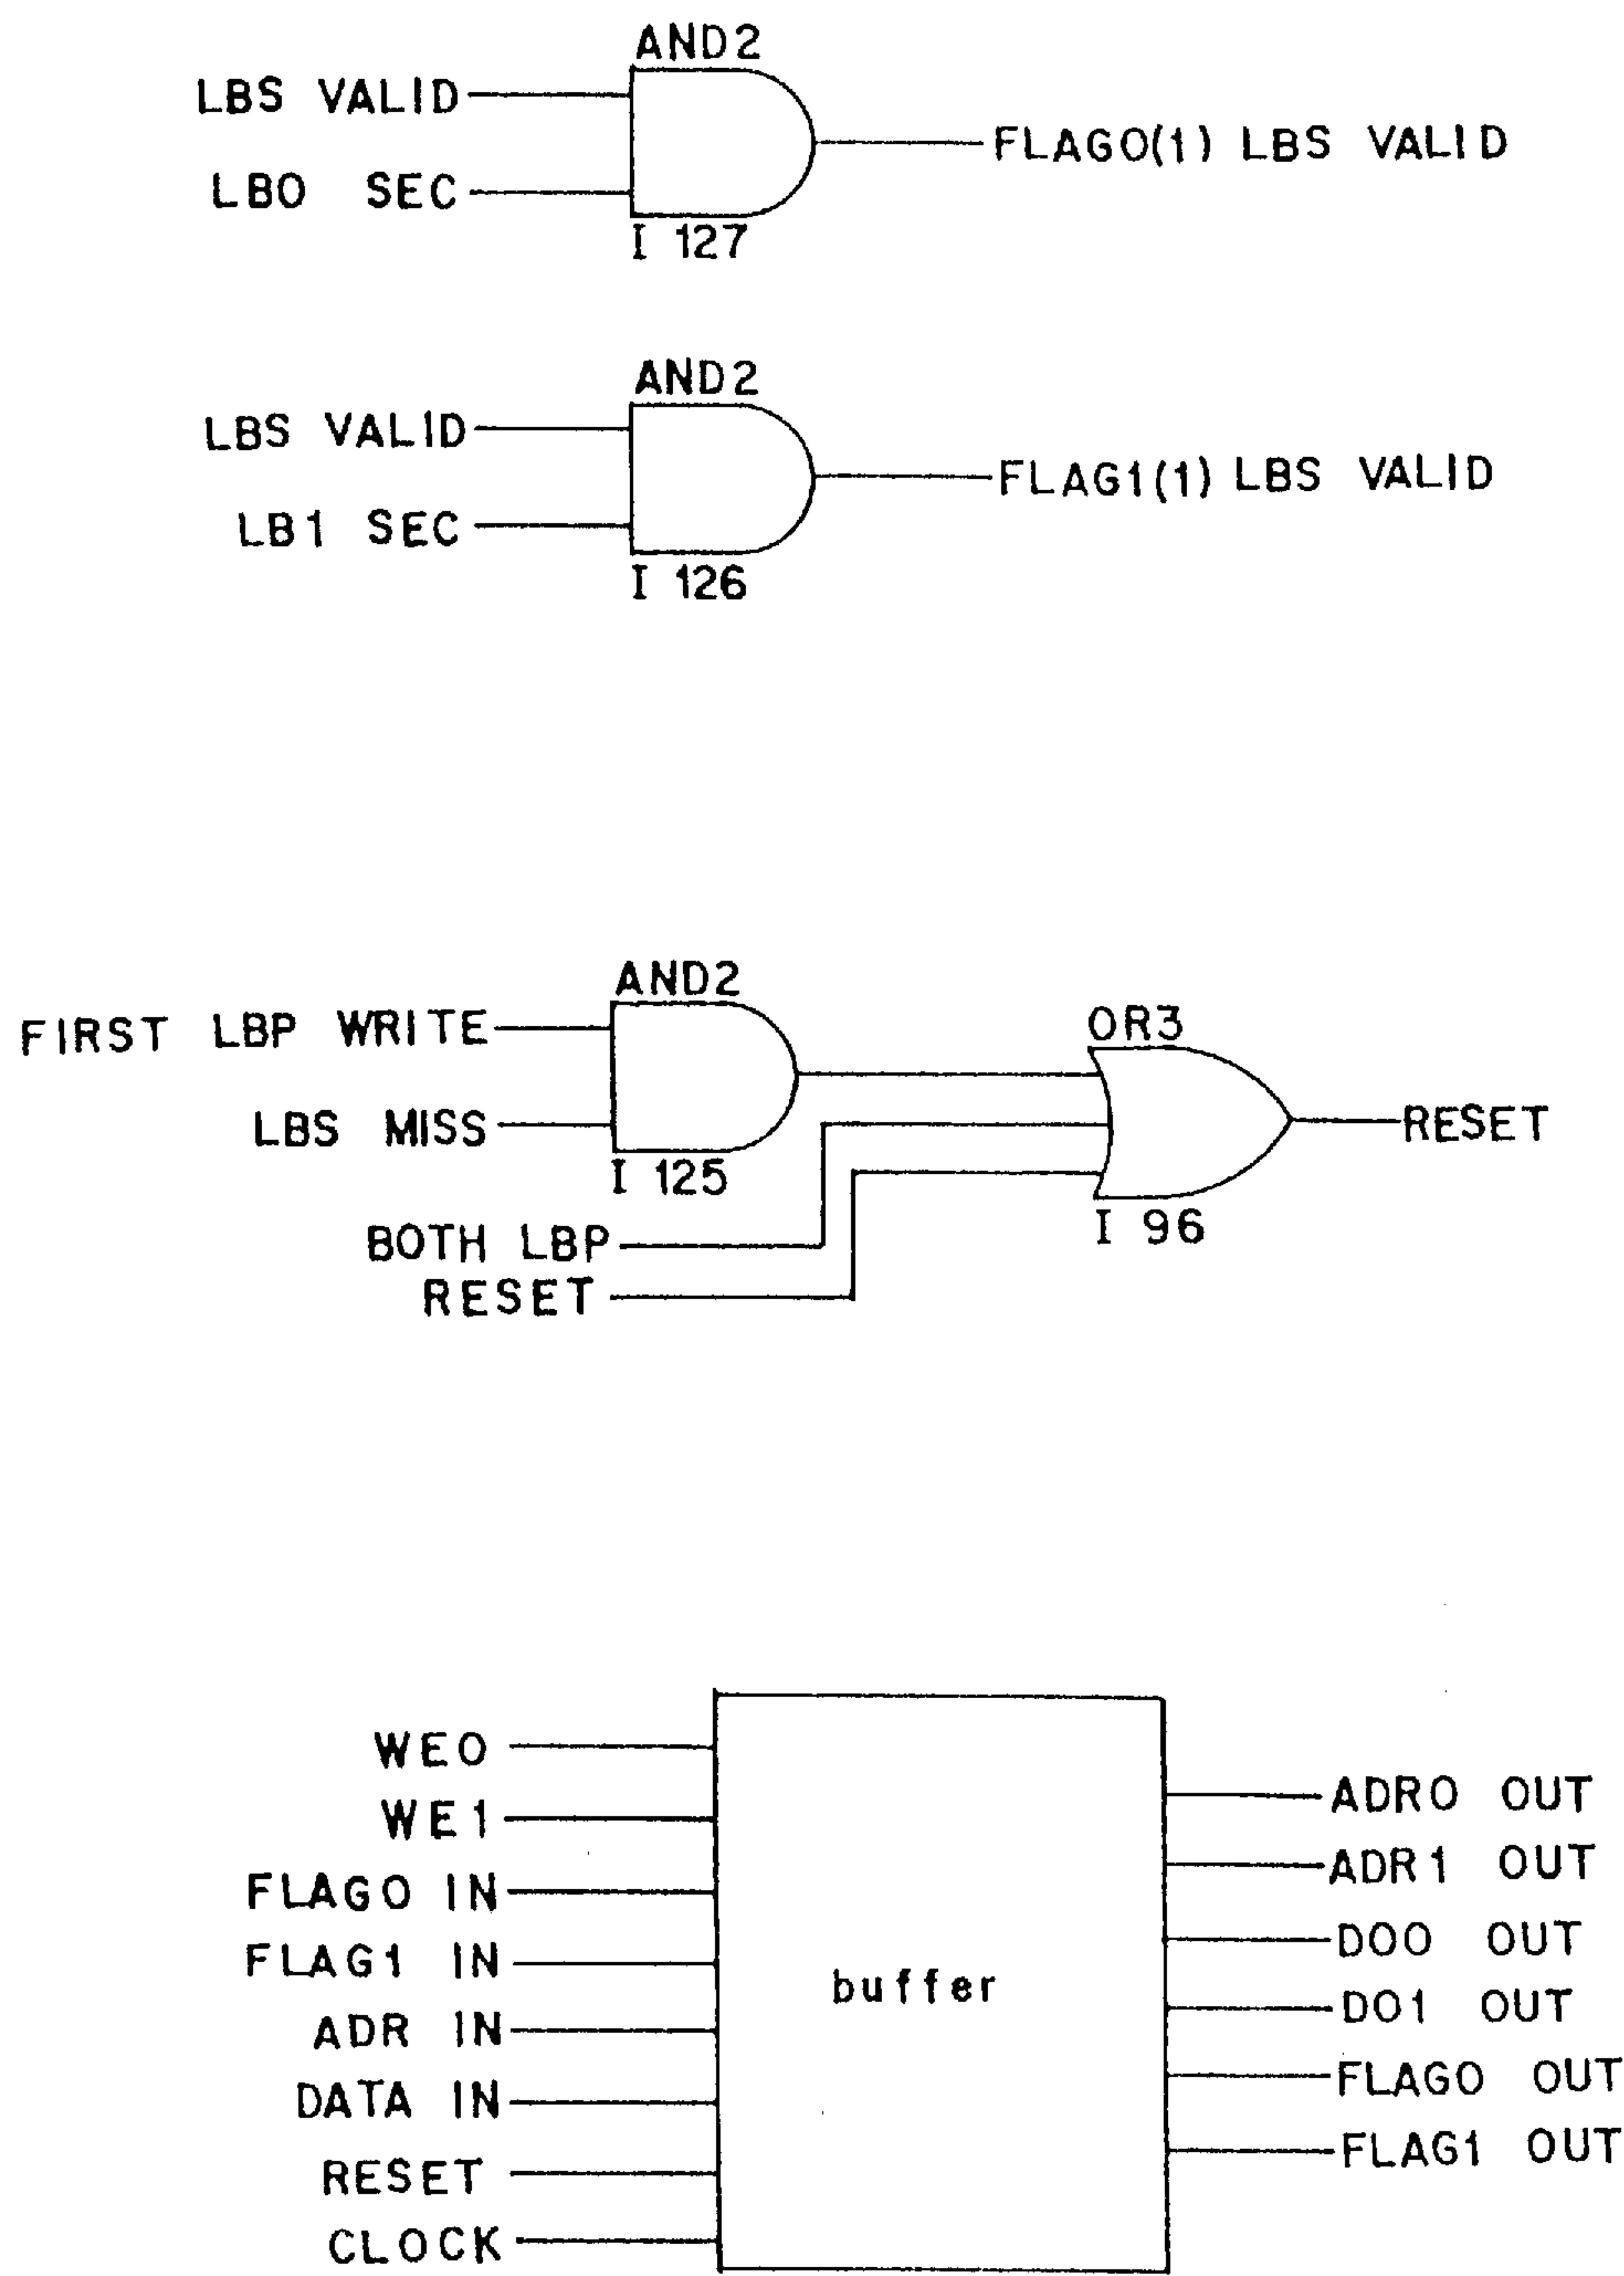 AND2
LBS VALID
FLAG0(1) LBS VALID
LB0 SEC
I 127
AND2
LBS VALID
FLAG1(1) LBS VALID
LB1 SEC
I 126
AND2
FIRST LBP WRITE
OR3
LBS MISS
RESET
I 125
I 96
BOTH LBP
RESET
WE0
WE1
FLAG0 IN
FLAG1 IN
ADR IN
DATA IN
RESET
CLOCK
buffer
ADR0 OUT
ADR1 OUT
DO0 OUT
DO1 OUT
FLAG0 OUT
FLAG1 OUT